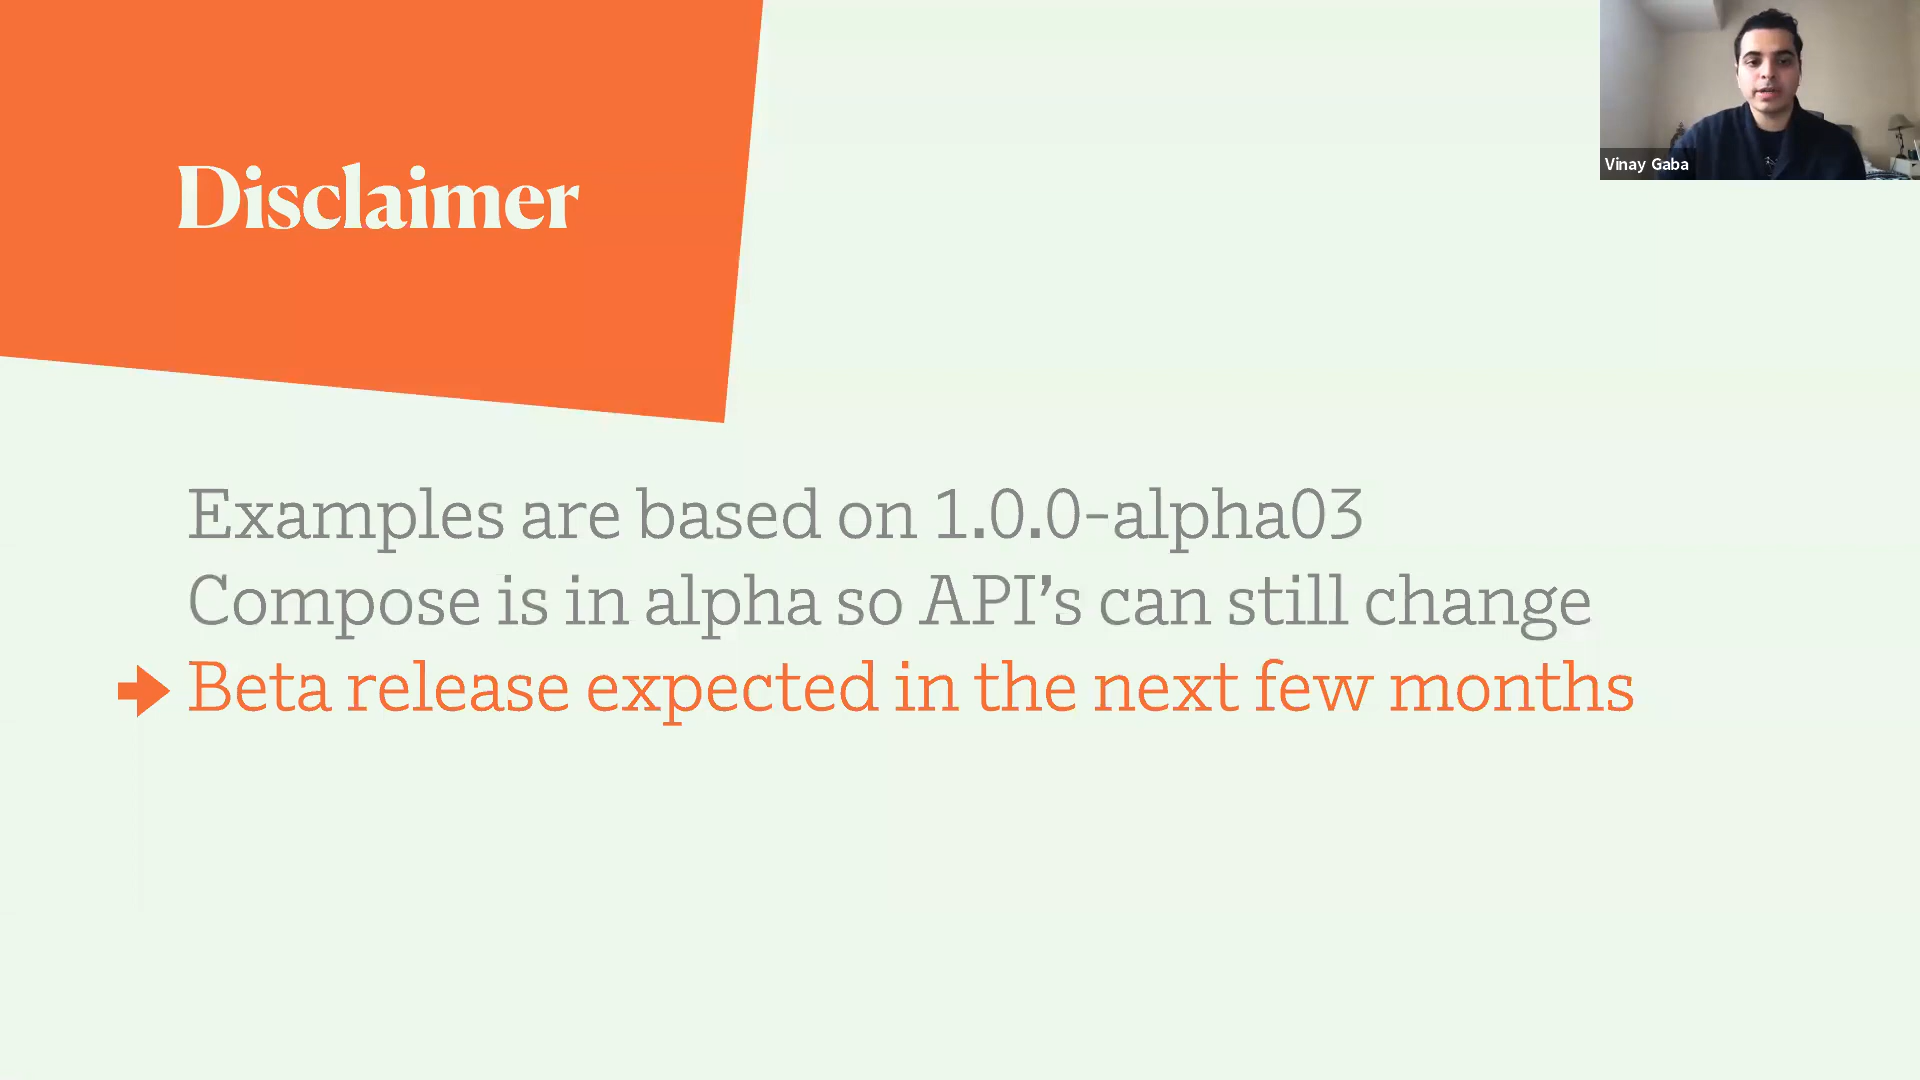 Disclaimer
Vinay Gaba
Examples are based on 1.0.0-alpha03
Compose is in alpha so API’s can still change
Beta release expected in the next few months